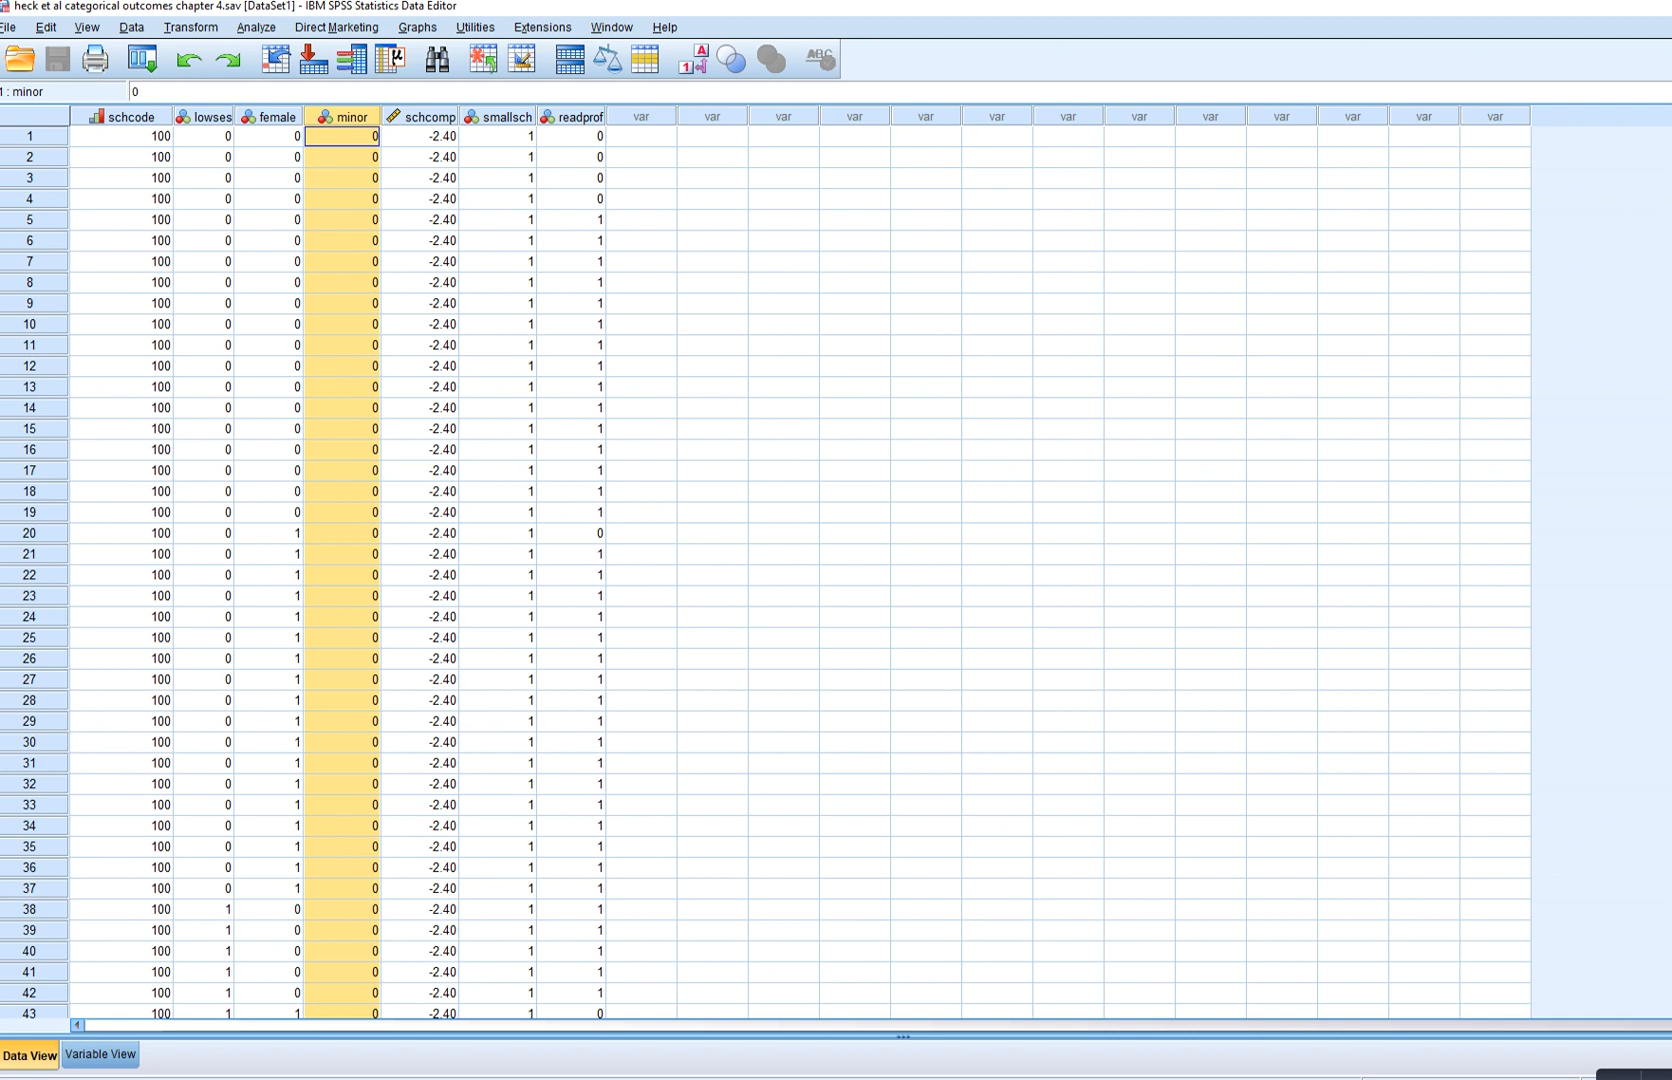 heck et al categorical outcomes chapter 4.sav [DataSet1] - IBM SPSS Statistics Data Editor
File Edit View Data Transform Analyze Direct Marketing Graphs Utilities Extensions Window Help
1 : minor 0
schcode lowses female minor schcomp smallsch readprof var var var var var var var var var var var var var
1 100 0 0 0 -2.40 1 0
2 100 0 0 0 -2.40 1 0
3 100 0 0 0 -2.40 1 0
4 100 0 0 0 -2.40 1 0
5 100 0 0 0 -2.40 1 1
6 100 0 0 0 -2.40 1 1
7 100 0 0 0 -2.40 1 1
8 100 0 0 0 -2.40 1 1
9 100 0 0 0 -2.40 1 1
10 100 0 0 0 -2.40 1 1
11 100 0 0 0 -2.40 1 1
12 100 0 0 0 -2.40 1 1
13 100 0 0 0 -2.40 1 1
14 100 0 0 0 -2.40 1 1
15 100 0 0 0 -2.40 1 1
16 100 0 0 0 -2.40 1 1
17 100 0 0 0 -2.40 1 1
18 100 0 0 0 -2.40 1 1
19 100 0 0 0 -2.40 1 1
20 100 0 1 0 -2.40 1 0
21 100 0 1 0 -2.40 1 1
22 100 0 1 0 -2.40 1 1
23 100 0 1 0 -2.40 1 1
24 100 0 1 0 -2.40 1 1
25 100 0 1 0 -2.40 1 1
26 100 0 1 0 -2.40 1 1
27 100 0 1 0 -2.40 1 1
28 100 0 1 0 -2.40 1 1
29 100 0 1 0 -2.40 1 1
30 100 0 1 0 -2.40 1 1
31 100 0 1 0 -2.40 1 1
32 100 0 1 0 -2.40 1 1
33 100 0 1 0 -2.40 1 1
34 100 0 1 0 -2.40 1 1
35 100 0 1 0 -2.40 1 1
36 100 0 1 0 -2.40 1 1
37 100 0 1 0 -2.40 1 1
38 100 1 0 0 -2.40 1 1
39 100 1 0 0 -2.40 1 1
40 100 1 0 0 -2.40 1 1
41 100 1 0 0 -2.40 1 1
42 100 1 0 0 -2.40 1 1
43 100 1 1 0 -2.40 1 0
Data View Variable View